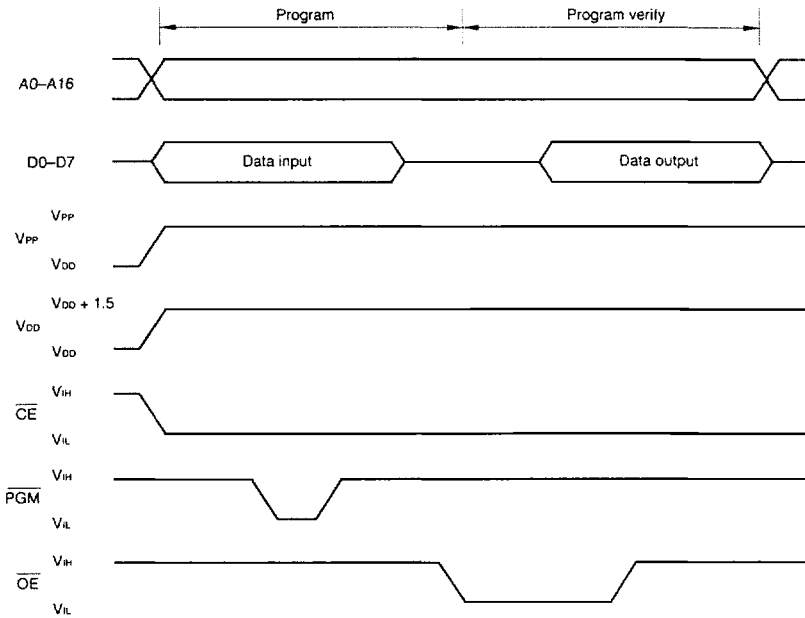 Program Program verify
A0–A16
D0–D7 Data input Data output
VPP
VPP
VDD
VDD + 1.5
VDD
VDD
VIH
CE
VIL
VIH
PGM
VIL
VIH
OE
VIL